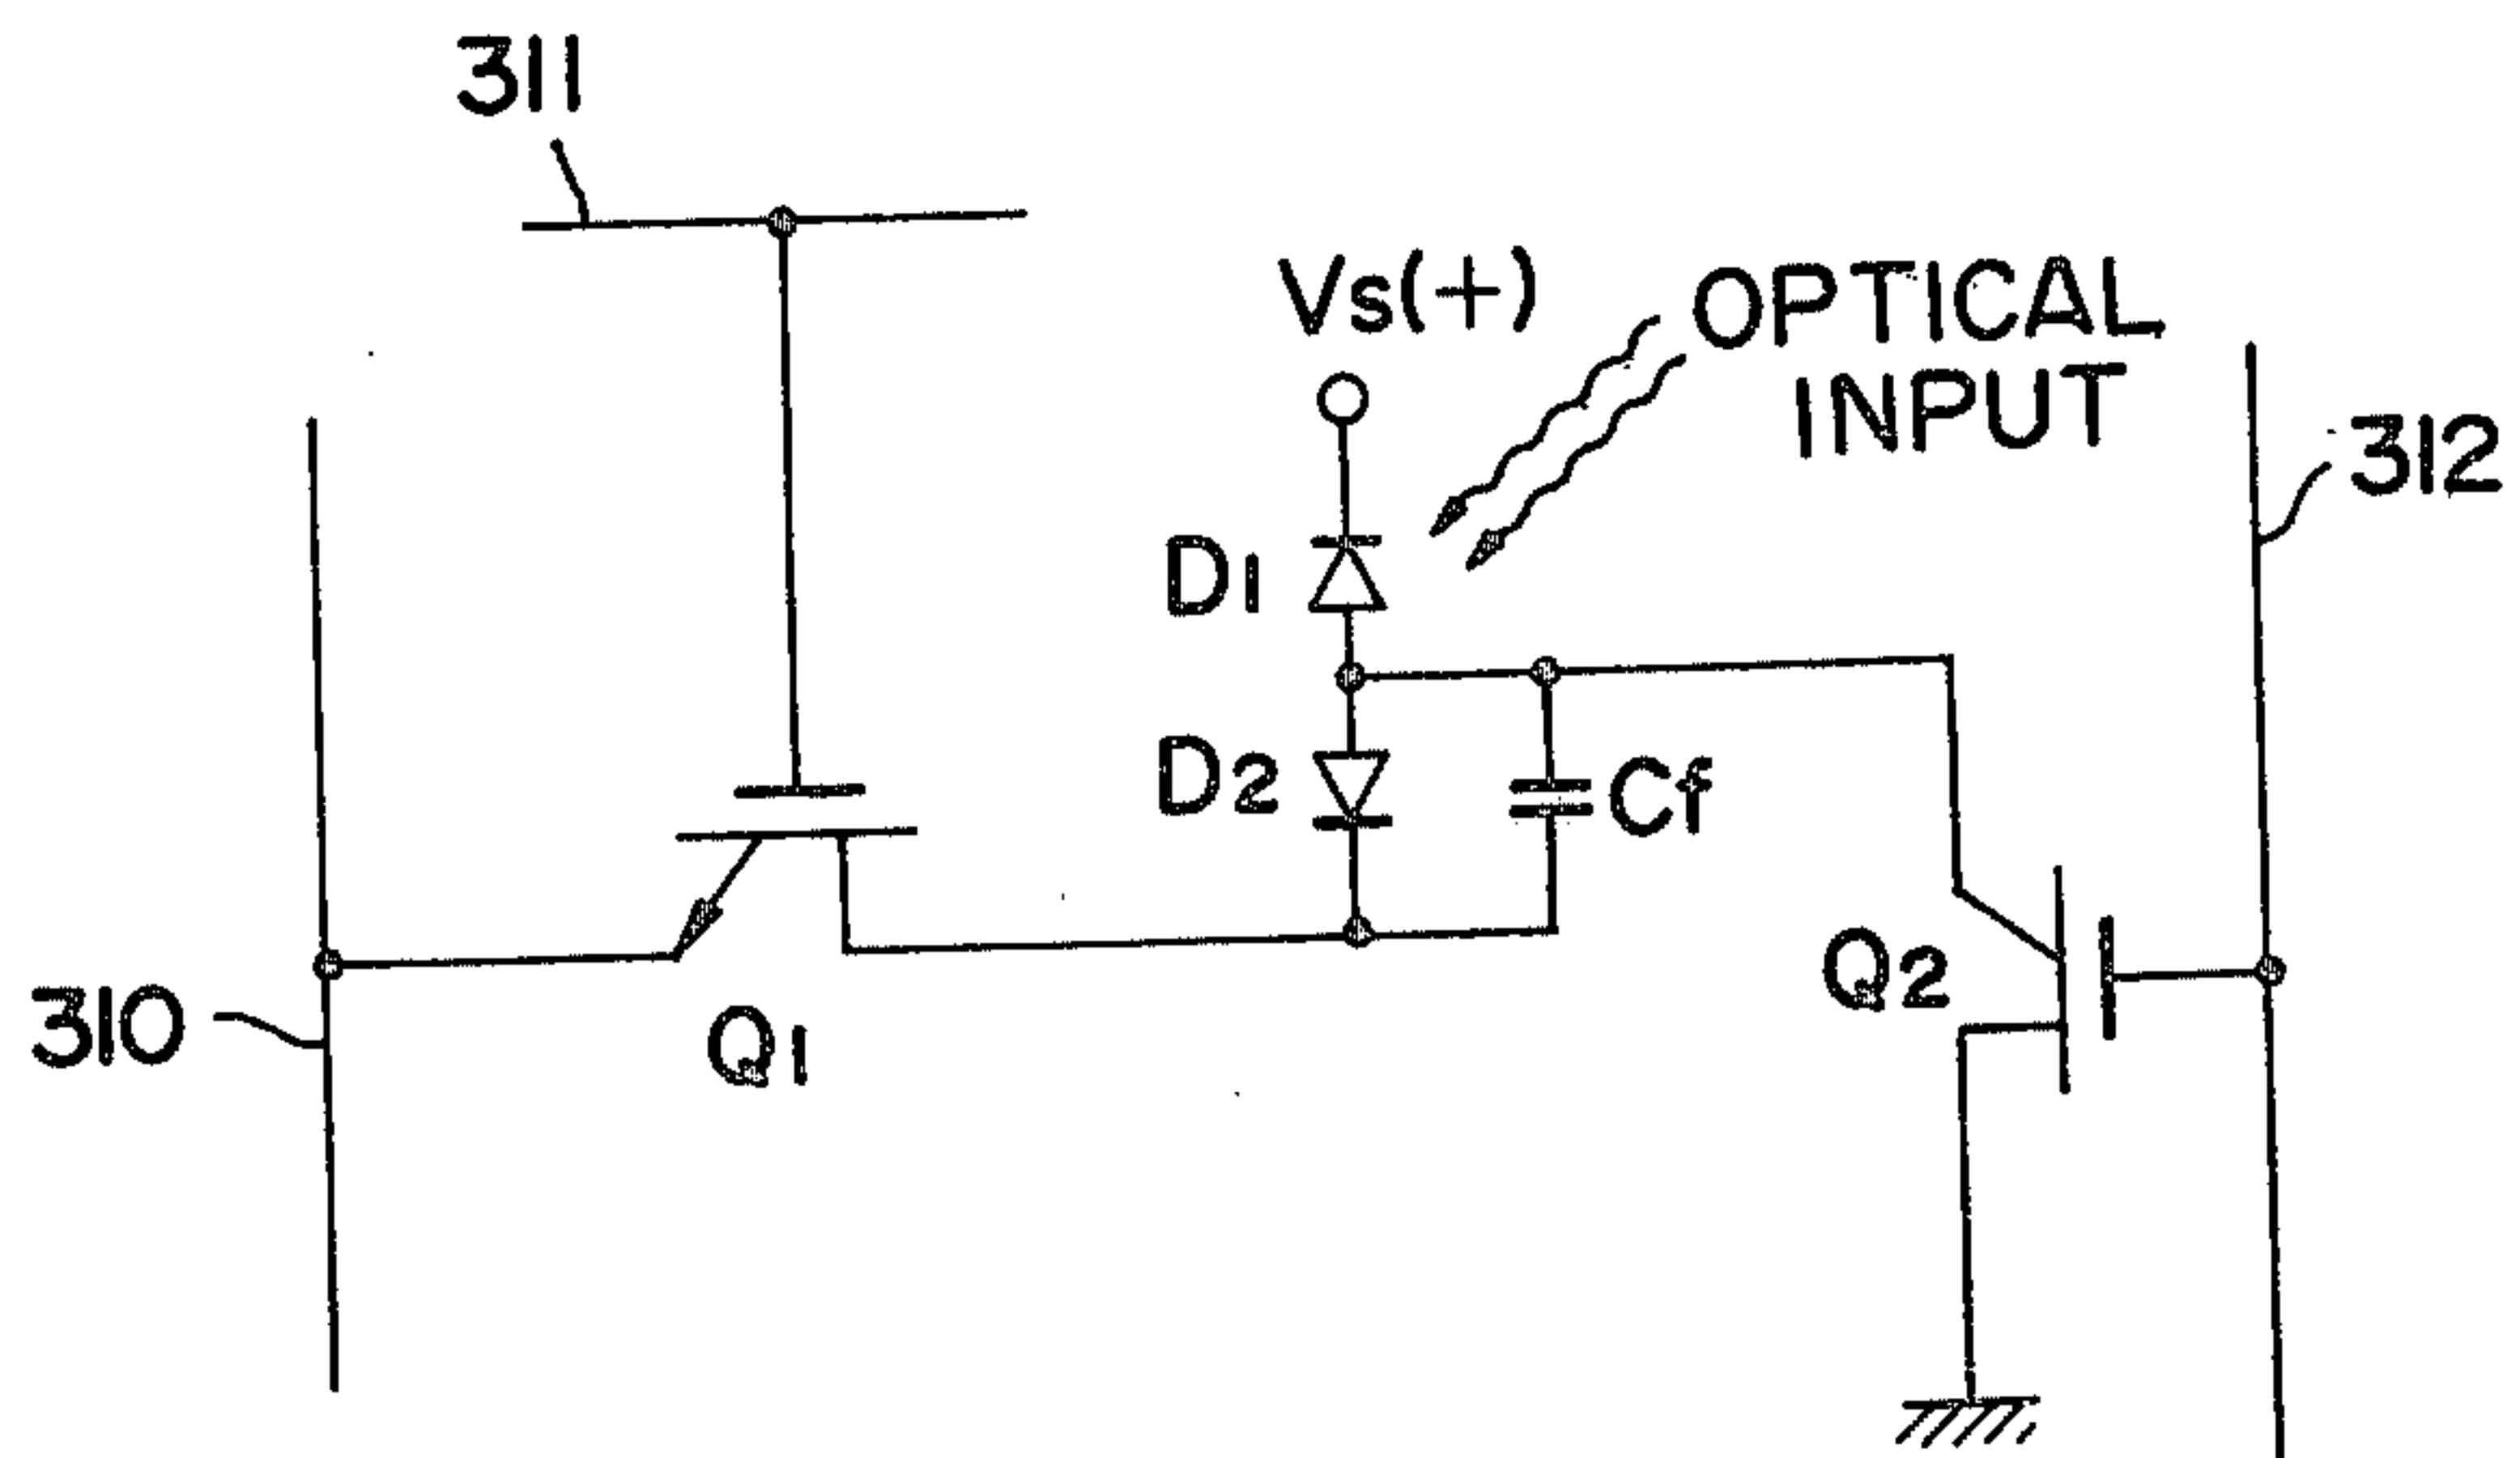 311
Vs(+)
OPTICAL
INPUT
312
D1
D2
Cf
Q2
310
Q1